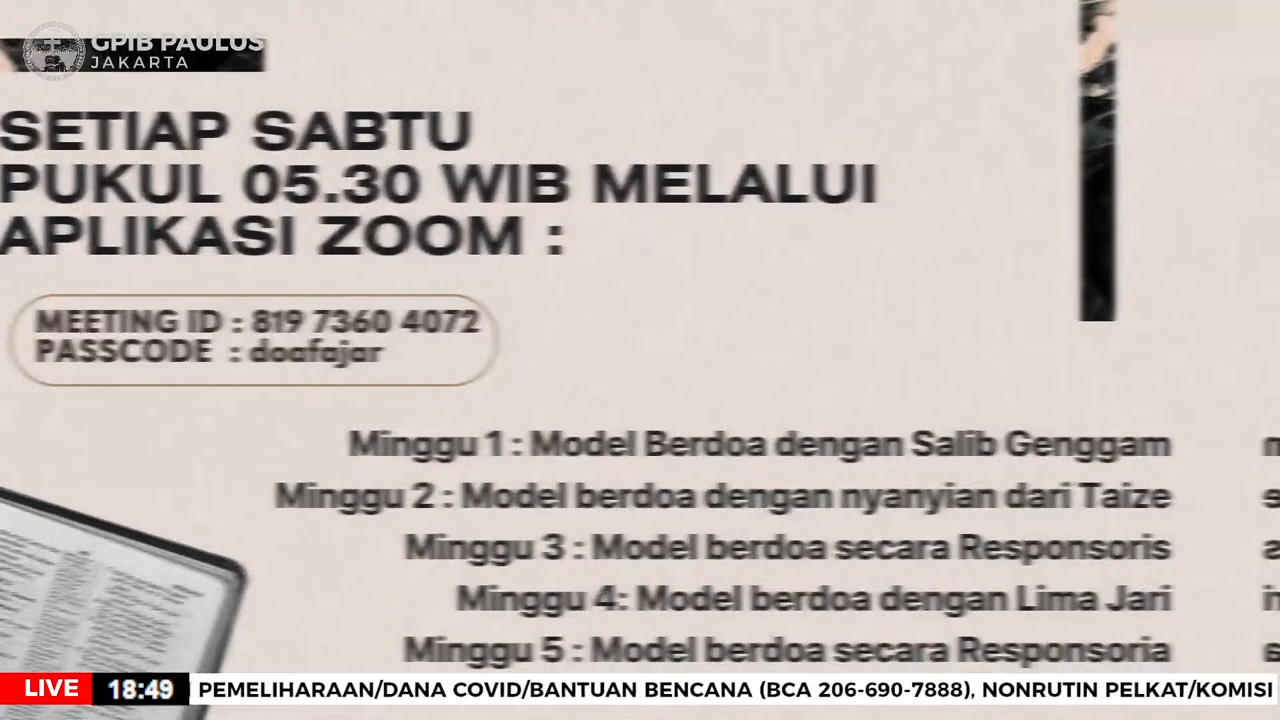 GPIB PAULUS
JAKARTA
SETIAP SABTU
PUKUL 05.30 WIB MELALUI
APLIKASI ZOOM :
MEETING ID : 819 7360 4072
PASSCODE : doafajar
Minggu 1 : Model Berdoa dengan Salib Genggam
Minggu 2 : Model berdoa dengan nyanyian dari Taize
Minggu 3 : Model berdoa secara Responsoris
Minggu 4: Model berdoa dengan Lima Jari
Minggu 5 : Model berdoa secara Responsoria
LIVE 18:49 PEMELIHARAAN/DANA COVID/BANTUAN BENCANA (BCA 206-690-7888), NONRUTIN PELKAT/KOMISI